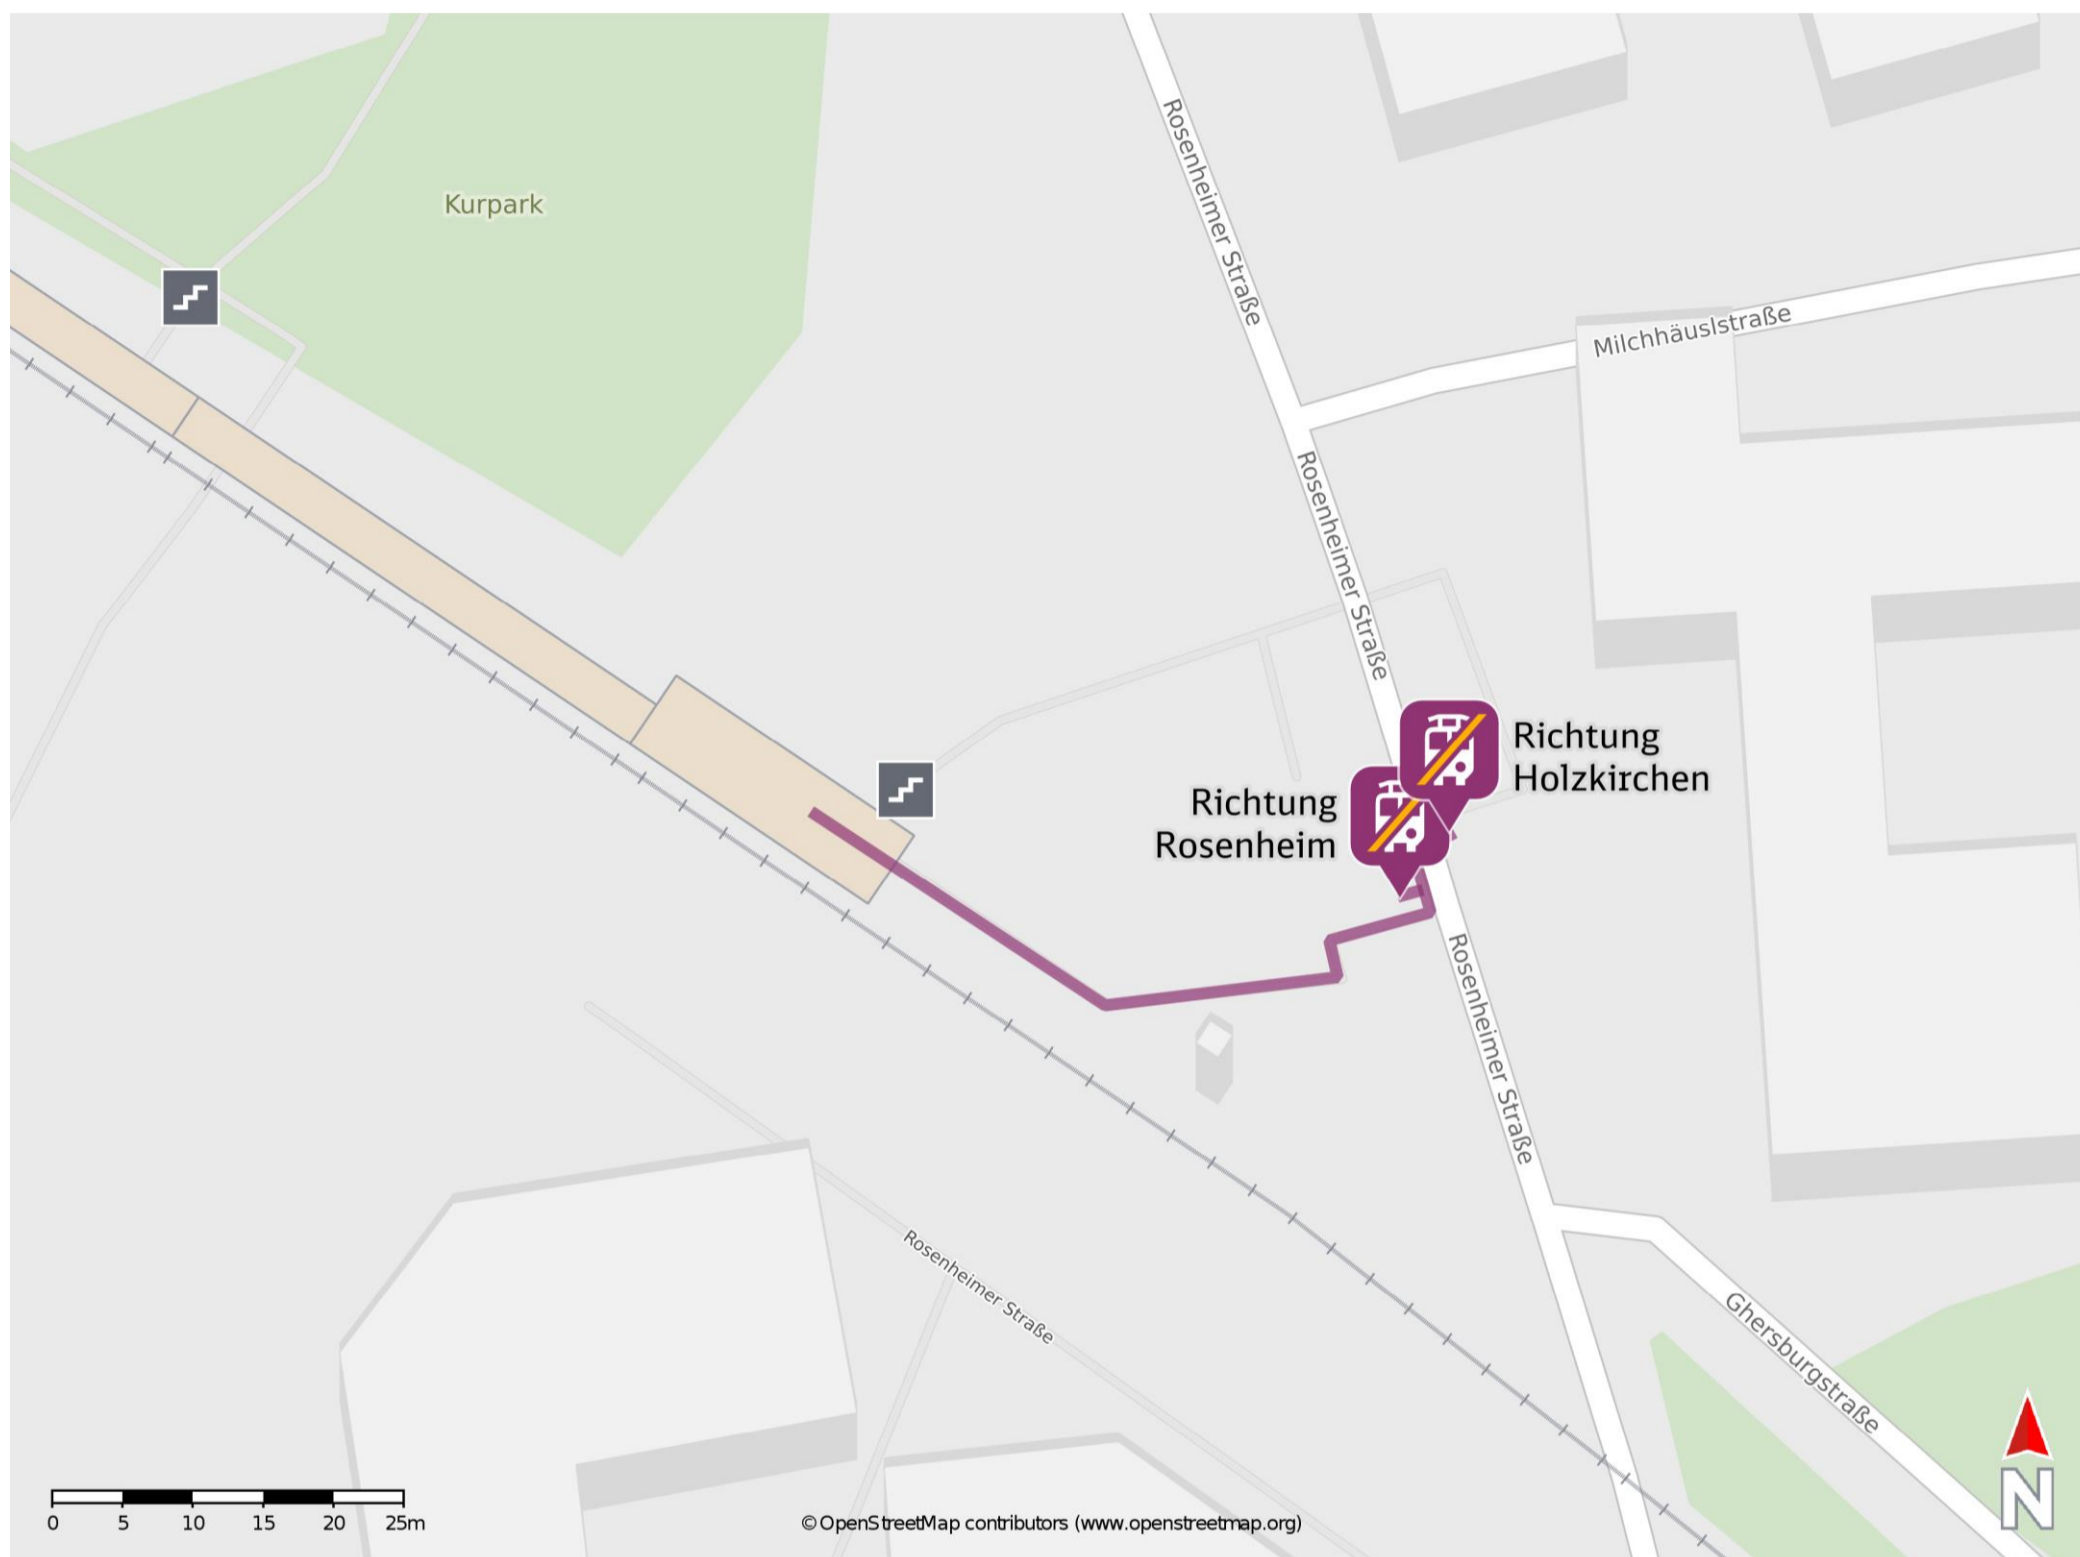 Rosenheimer Straße
Kurpark
Milchhäuslstraße
Rosenheimer Straße
Richtung
Holzkirchen
Richtung
Rosenheim
Rosenheimer Straße
Rosenheimer Straße
Ghersburgstraße
0 5 10 15 20 25m
©OpenStreetMap contributors (www.openstreetmap.org)
N